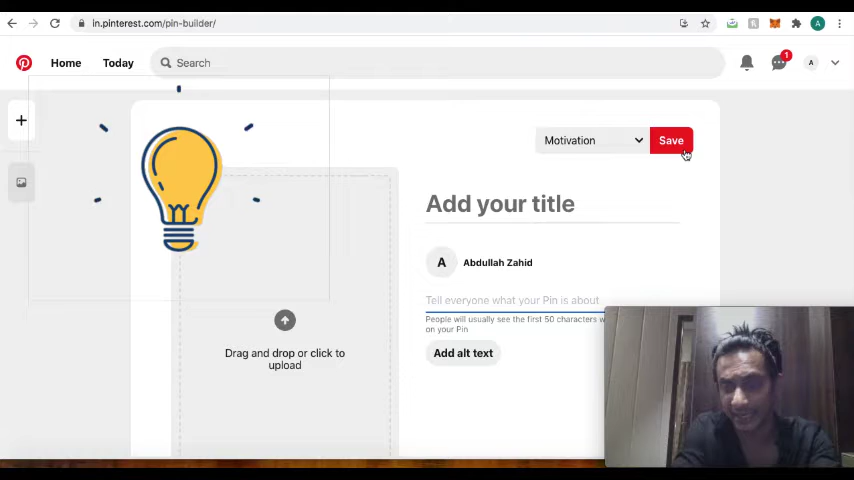 in.pinterest.com/pin-builder/
A
Home
Today
Search
1
A
Motivation
Save
Add your title
A
Abdullah Zahid
Tell everyone what your Pin is about
People will usually see the first 50 characters
on your Pin
Add alt text
Drag and drop or click to
upload